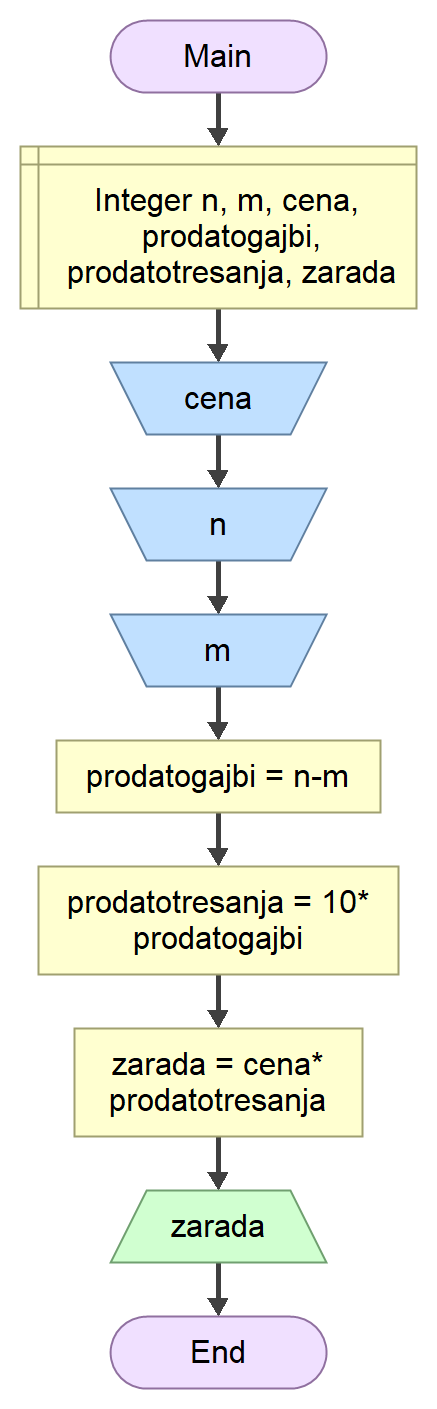 Main
Integer n, m, cena,
prodatogajbi,
prodatotresanja, zarada
cena
n
m
prodatogajbi = n-m
prodatotresanja = 10*
prodatogajbi
zarada = cena*
prodatotresanja
zarada
End